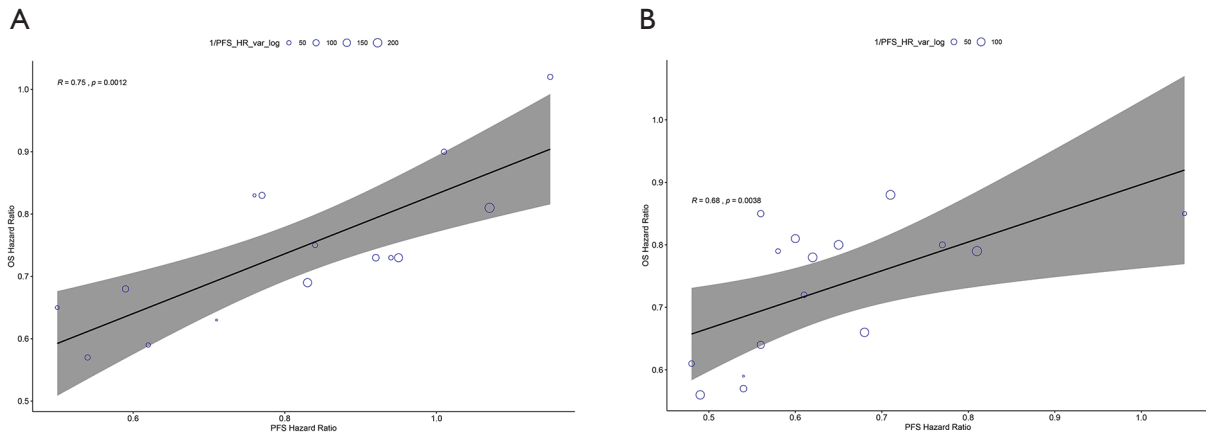 A
1/PFS_HR_var_log 50 100 150 200
R = 0.75 , p = 0.0012
1.0
0.9
0.8
0.7
0.6
0.5
OS Hazard Ratio
0.6 0.8 1.0
PFS Hazard Ratio
B
1/PFS_HR_var_log 50 100
R = 0.68 , p = 0.0038
1.0
0.9
0.8
0.7
0.6
OS Hazard Ratio
0.5 0.6 0.7 0.8 0.9 1.0
PFS Hazard Ratio